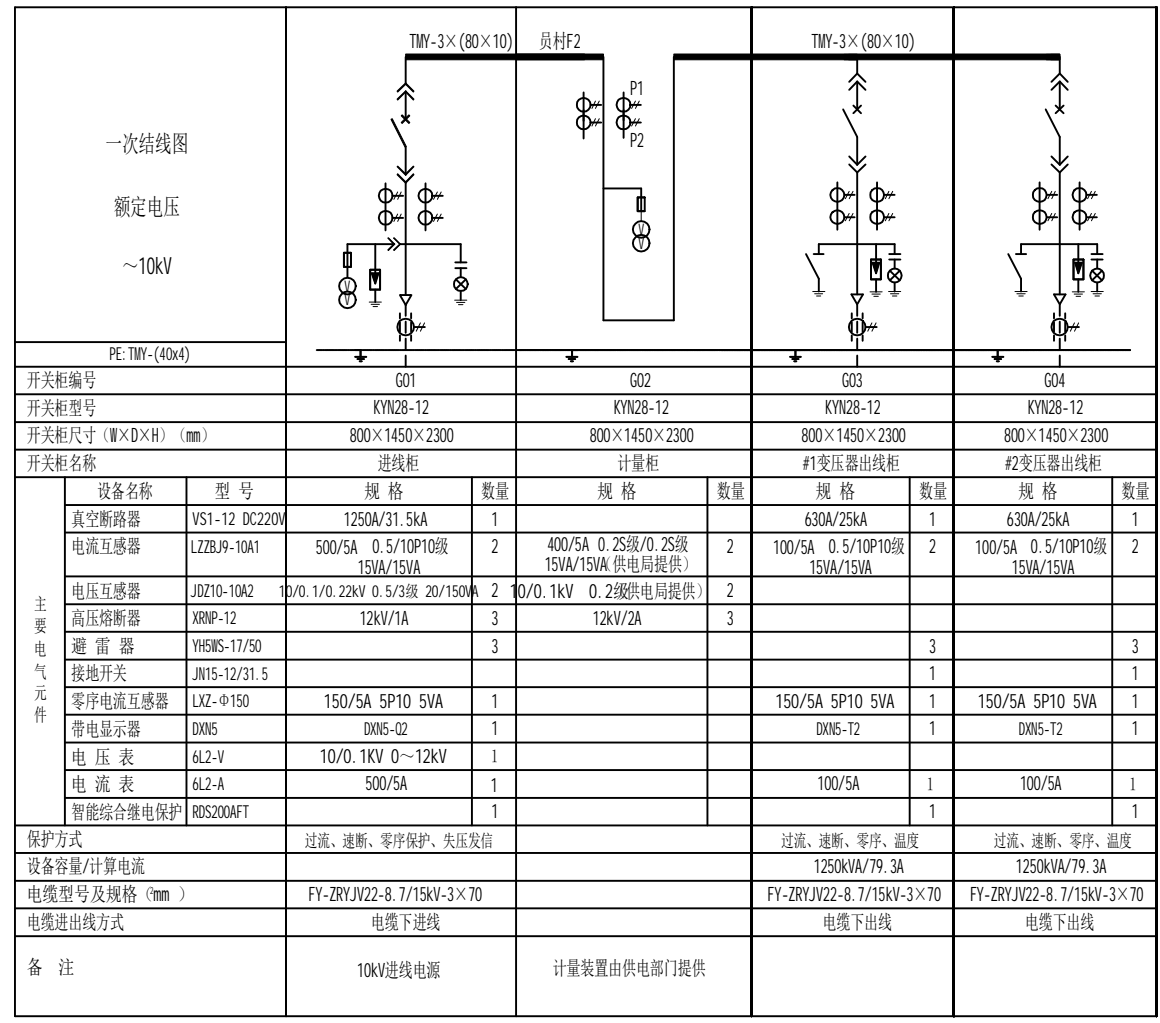 TMY-3×(80×10) 员村F2 TMY-3×(80×10)
P1
P2
一次结线图
额定电压
～10kV
PE:TMY-(40x4)
开关柜编号 G01 G02 G03 G04
开关柜型号 KYN28-12 KYN28-12 KYN28-12 KYN28-12
开关柜尺寸(W×D×H) (mm) 800×1450×2300 800×1450×2300 800×1450×2300 800×1450×2300
开关柜名称 进线柜 计量柜 #1变压器出线柜 #2变压器出线柜
主要电气元件
设备名称 型 号 规 格 数量 规 格 数量 规 格 数量 规 格 数量
真空断路器 VS1-12 DC220V 1250A/31.5kA 1 630A/25kA 1 630A/25kA 1
电流互感器 LZZBJ9-10A1 500/5A 0.5/10P10级 2 400/5A 0.2S级/0.2S级 2 100/5A 0.5/10P10级 2 100/5A 0.5/10P10级 2
15VA/15VA 15VA/15VA(供电局提供) 15VA/15VA 15VA/15VA
电压互感器 JDZ10-10A2 10/0.1/0.22kV 0.5/3级 20/150VA 2 10/0.1kV 0.2级供电局提供) 2
高压熔断器 XRNP-12 12kV/1A 3 12kV/2A 3
避 雷 器 YH5WS-17/50 3 3 3
接地开关 JN15-12/31.5 1 1
零序电流互感器 LXZ-Φ150 150/5A 5P10 5VA 1 150/5A 5P10 5VA 1 150/5A 5P10 5VA 1
带电显示器 DXN5 DXN5-Q2 1 DXN5-T2 1 DXN5-T2 1
电 压 表 6L2-V 10/0.1KV 0～12kV 1
电 流 表 6L2-A 500/5A 1 100/5A 1 100/5A 1
智能综合继电保护 RDS200AFT 1 1 1
保护方式 过流、速断、零序保护、失压发信 过流、速断、零序、温度 过流、速断、零序、温度
设备容量/计算电流 1250kVA/79.3A 1250kVA/79.3A
电缆型号及规格 (²mm ) FY-ZRYJV22-8.7/15kV-3×70 FY-ZRYJV22-8.7/15kV-3×70 FY-ZRYJV22-8.7/15kV-3×70
电缆进出线方式 电缆下进线 电缆下出线 电缆下出线
备 注 10kV进线电源 计量装置由供电部门提供